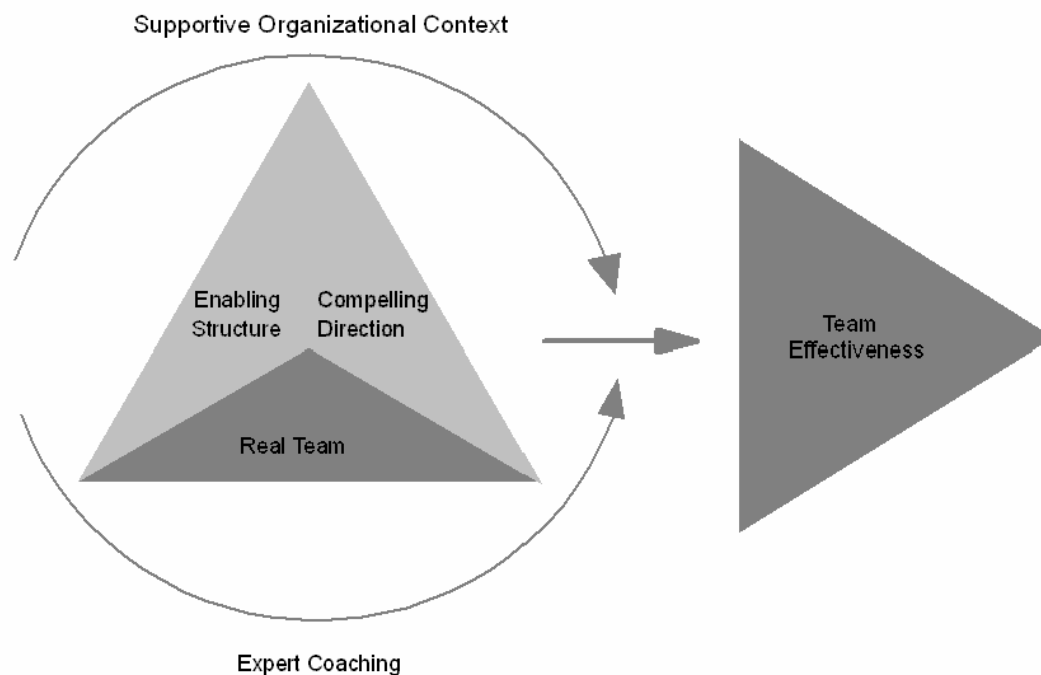 Supportive Organizational Context
Enabling
Structure
Compelling
Direction
Real Team
Team
Effectiveness
Expert Coaching